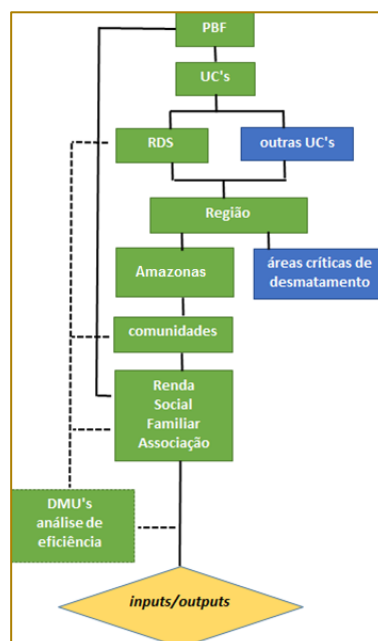 PBF
UC's
RDS
outras UC's
Região
Amazonas
áreas críticas de
desmatamento
comunidades
Renda
Social
Familiar
Associação
DMU's
análise de
eficiência
inputs/outputs